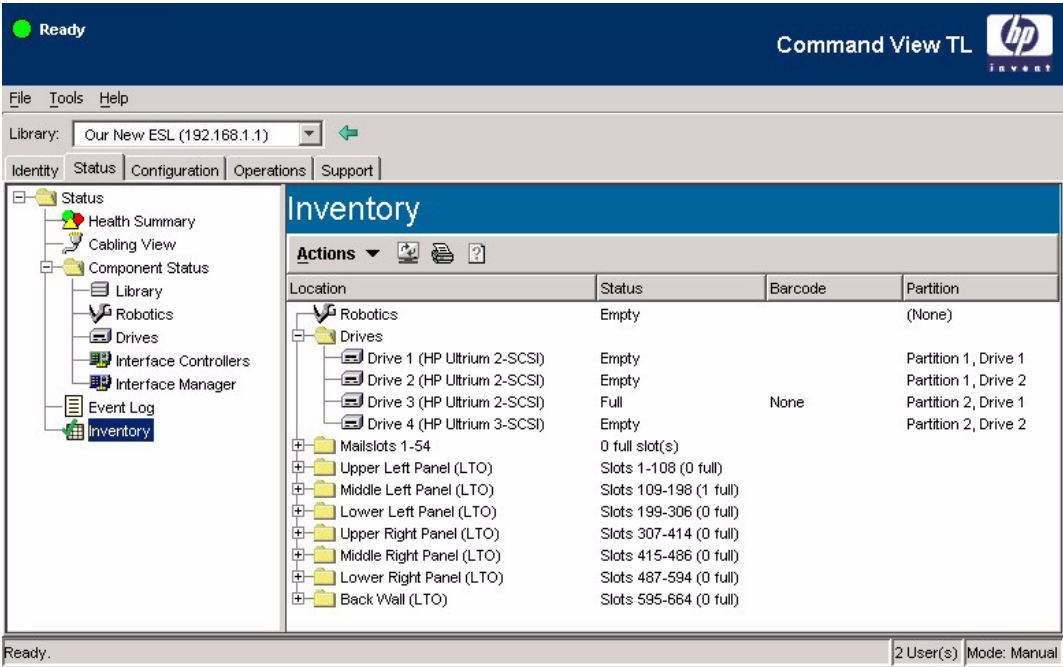 Ready
Command View TL
hp
invent
File Tools Help
Library: Our New ESL (192.168.1.1)
Identity Status Configuration Operations Support
Status
Health Summary
Cabling View
Component Status
Library
Robotics
Drives
Interface Controllers
Interface Manager
Event Log
Inventory
Inventory
Actions
Location Status Barcode Partition
Robotics Empty (None)
Drives
Drive 1 (HP Ultrium 2-SCSI) Empty Partition 1, Drive 1
Drive 2 (HP Ultrium 2-SCSI) Empty Partition 1, Drive 2
Drive 3 (HP Ultrium 2-SCSI) Full None Partition 2, Drive 1
Drive 4 (HP Ultrium 3-SCSI) Empty Partition 2, Drive 2
Mailslots 1-54 0 full slot(s)
Upper Left Panel (LTO) Slots 1-108 (0 full)
Middle Left Panel (LTO) Slots 109-198 (1 full)
Lower Left Panel (LTO) Slots 199-306 (0 full)
Upper Right Panel (LTO) Slots 307-414 (0 full)
Middle Right Panel (LTO) Slots 415-486 (0 full)
Lower Right Panel (LTO) Slots 487-594 (0 full)
Back Wall (LTO) Slots 595-664 (0 full)
Ready. 2 User(s) Mode: Manual